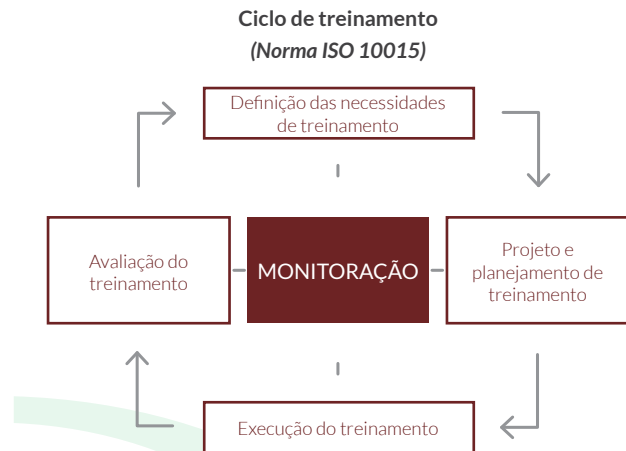 Ciclo de treinamento
(Norma ISO 10015)
Definição das necessidades
de treinamento
Avaliação do
treinamento
MONITORAÇÃO
Projeto e
planejamento de
treinamento
Execução do treinamento